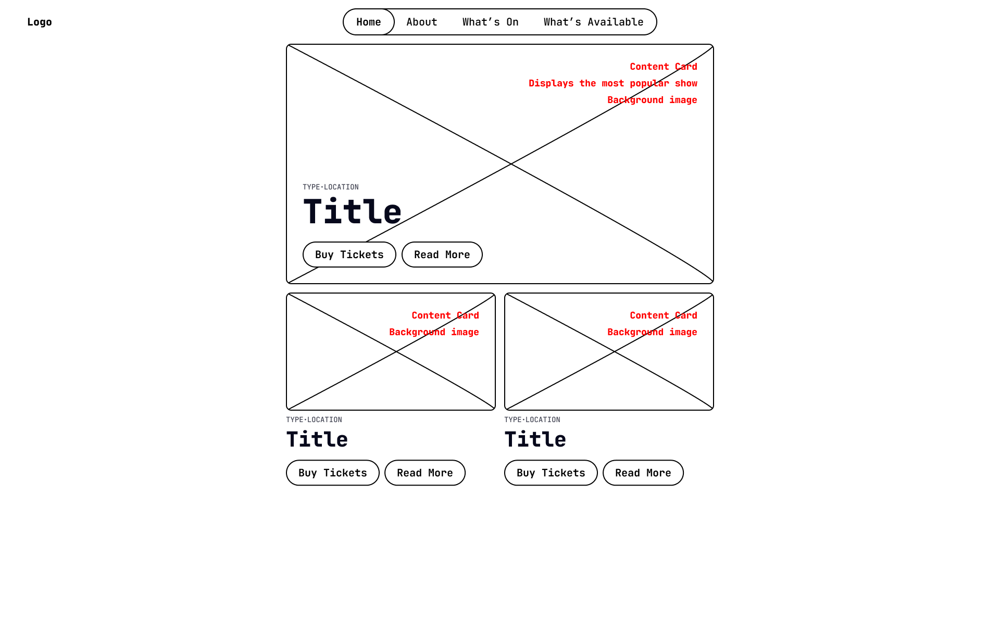 Logo
Home
About
What’s On
What’s Available
Content Card
Displays the most popular show
Background image
TYPE·LOCATION
Title
Buy Tickets
Read More
Content Card
Background image
TYPE·LOCATION
Title
Buy Tickets
Read More
Content Card
Background image
TYPE·LOCATION
Title
Buy Tickets
Read More